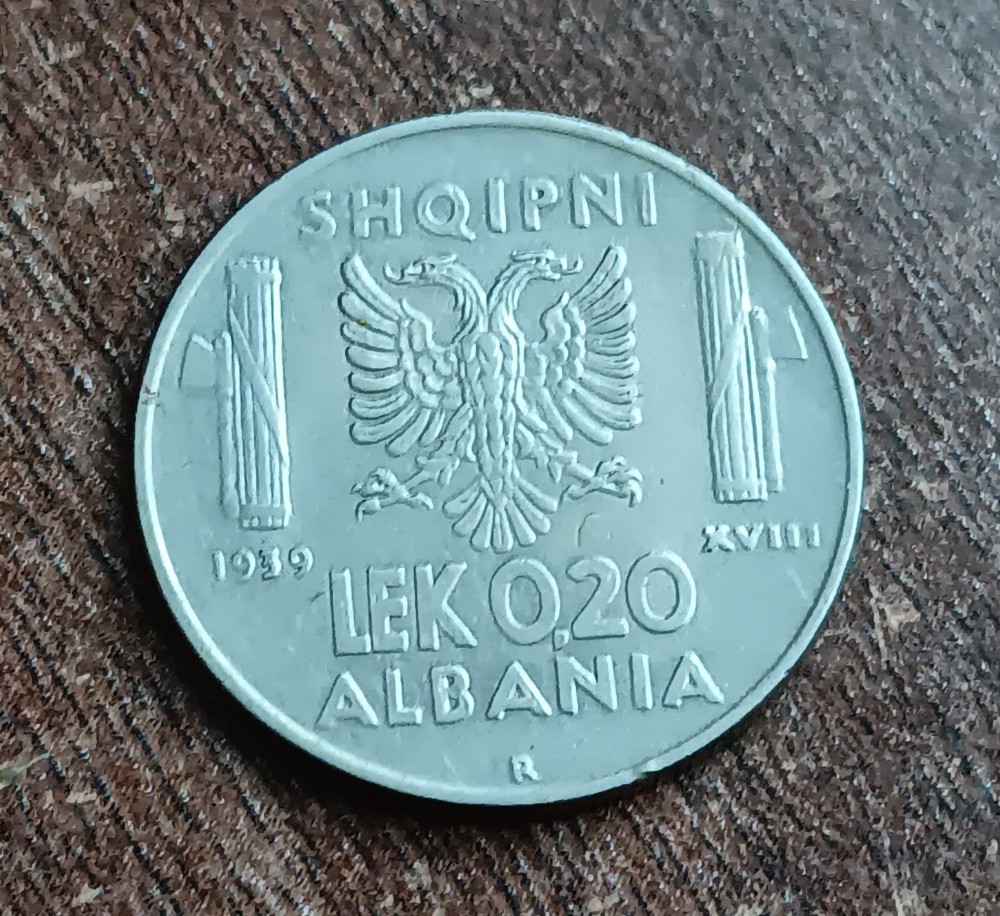 SHQIPNI
1939 XVIII
LEK 0,20
ALBANIA
R